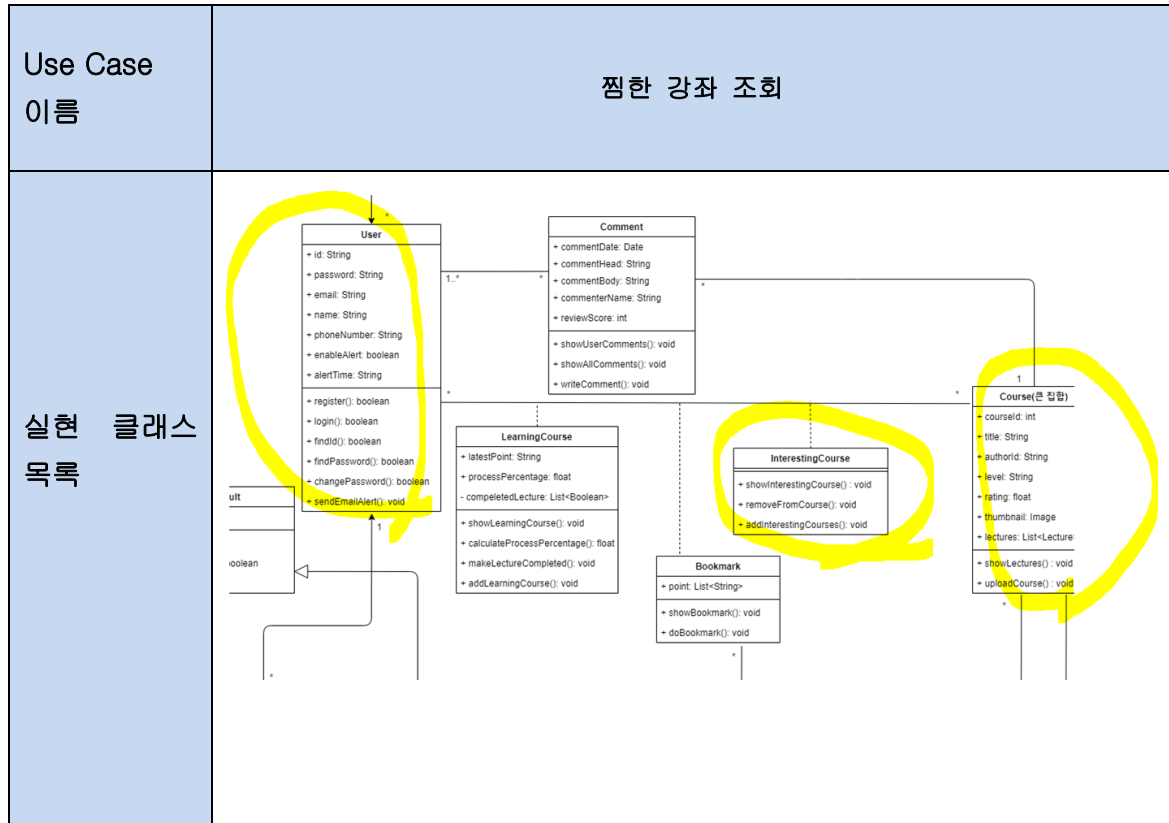 Use Case
이름
찜한 강좌 조회
실현 클래스
목록
*
User
+ id: String
+ password: String
+ email: String
+ name: String
+ phoneNumber: String
+ enableAlert: boolean
+ alertTime: String
+ register(): boolean
+ login(): boolean
+ findId(): boolean
+ findPassword(): boolean
+ changePassword(): boolean
+ sendEmailAlert(): void
1..*
*
Comment
+ commentDate: Date
+ commentHead: String
+ commentBody: String
+ commenterName: String
+ reviewScore: int
+ showUserComments(): void
+ showAllComments(): void
+ writeComment(): void
*
1
*
*
LearningCourse
+ latestPoint: String
+ processPercentage: float
- compeletedLecture: List<Boolean>
+ showLearningCourse(): void
+ calculateProcessPercentage(): float
+ makeLectureCompleted(): void
+ addLearningCourse(): void
InterestingCourse
+ showInterestingCourse() : void
+ removeFromCourse(): void
+ addInterestingCourses(): void
Course(큰 집합)
+ courseId: int
+ title: String
+ authorId: String
+ level: String
+ rating: float
+ thumbnail: Image
+ lectures: List<Lecture
+ showLectures() : void
+ uploadCourse() : void
*
Bookmark
+ point: List<String>
+ showBookmark(): void
+ doBookmark(): void
*
ult
boolean
1
*